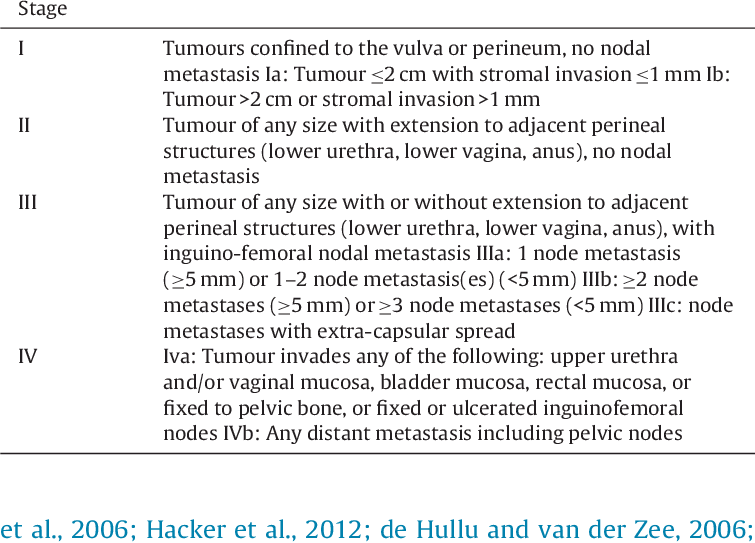 Stage
I Tumours confined to the vulva or perineum, no nodal
metastasis Ia: Tumour ≤2 cm with stromal invasion ≤1 mm Ib:
Tumour >2 cm or stromal invasion >1 mm
II Tumour of any size with extension to adjacent perineal
structures (lower urethra, lower vagina, anus), no nodal
metastasis
III Tumour of any size with or without extension to adjacent
perineal structures (lower urethra, lower vagina, anus), with
inguino-femoral nodal metastasis IIIa: 1 node metastasis
(≥5 mm) or 1–2 node metastasis(es) (<5 mm) IIIb: ≥2 node
metastases (≥5 mm) or ≥3 node metastases (<5 mm) IIIc: node
metastases with extra-capsular spread
IV Iva: Tumour invades any of the following: upper urethra
and/or vaginal mucosa, bladder mucosa, rectal mucosa, or
fixed to pelvic bone, or fixed or ulcerated inguinofemoral
nodes IVb: Any distant metastasis including pelvic nodes
et al., 2006; Hacker et al., 2012; de Hullu and van der Zee, 2006;